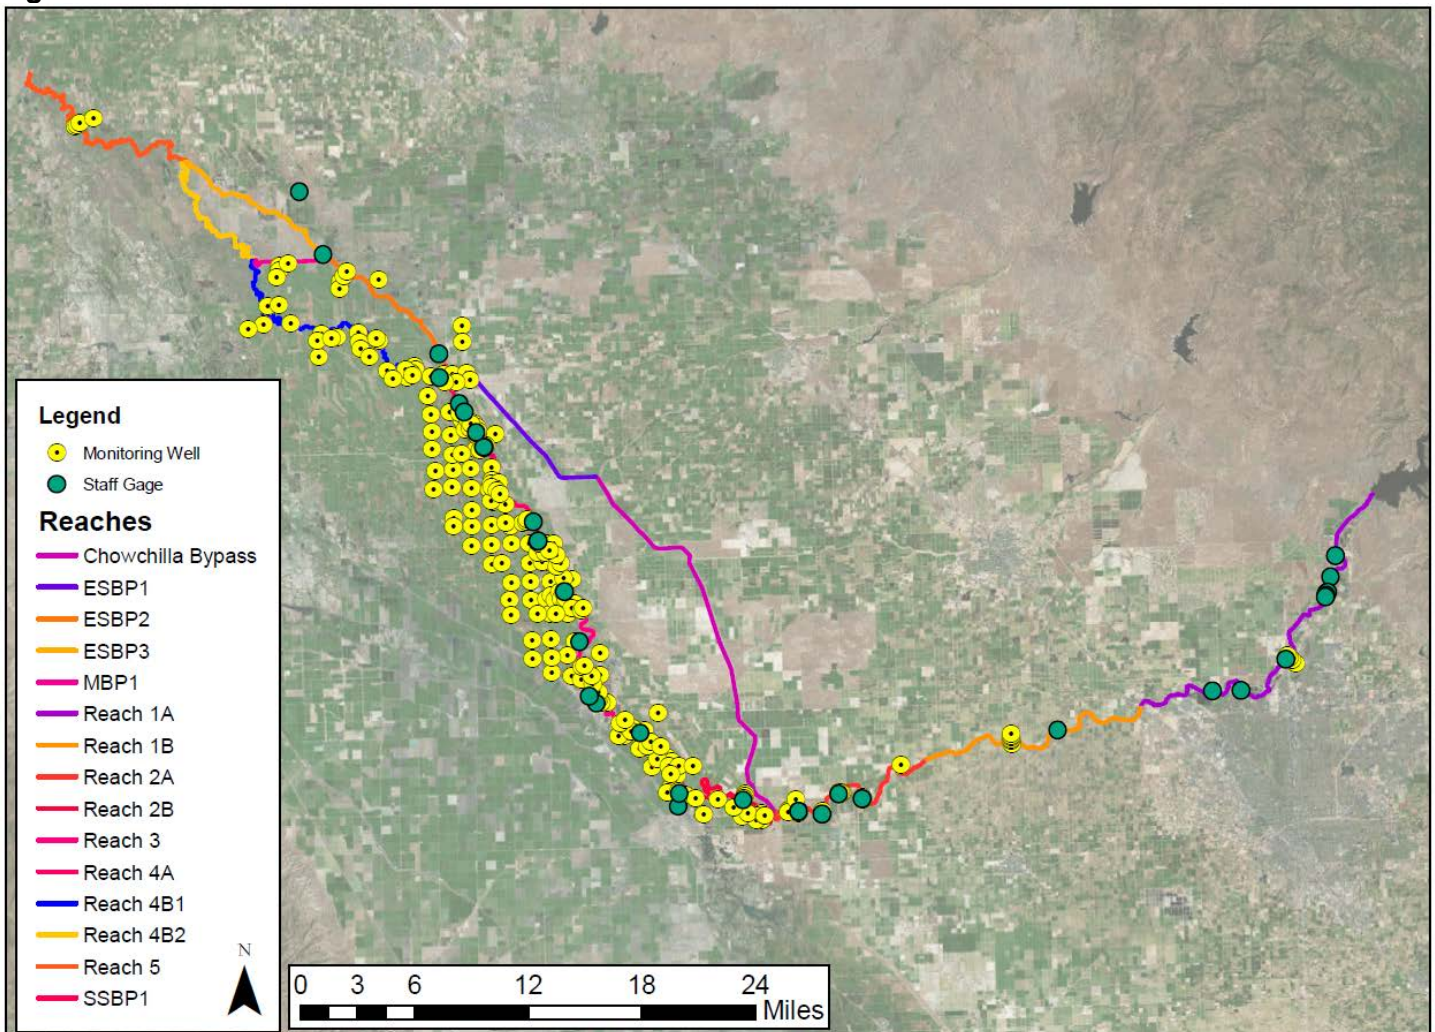 Legend
Monitoring Well
Staff Gage
Reaches
Chowchilla Bypass
ESBP1
ESBP2
ESBP3
MBP1
Reach 1A
Reach 1B
Reach 2A
Reach 2B
Reach 3
Reach 4A
Reach 4B1
Reach 4B2
Reach 5
SSBP1
N
0 3 6 12 18 24
Miles